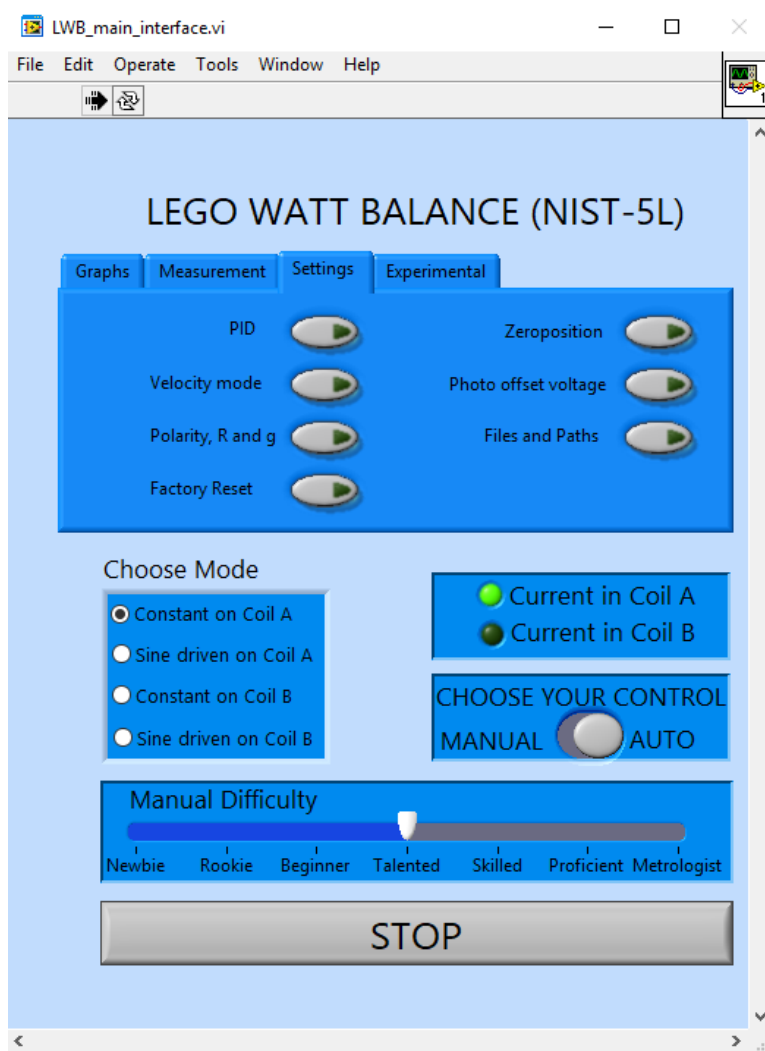 LWB_main_interface.vi
File Edit Operate Tools Window Help
1
LEGO WATT BALANCE (NIST-5L)
Graphs Measurement Settings Experimental
PID Zeroposition
Velocity mode Photo offset voltage
Polarity, R and g Files and Paths
Factory Reset
Choose Mode
Constant on Coil A
Sine driven on Coil A
Constant on Coil B
Sine driven on Coil B
Current in Coil A
Current in Coil B
CHOOSE YOUR CONTROL
MANUAL AUTO
Manual Difficulty
Newbie Rookie Beginner Talented Skilled Proficient Metrologist
STOP